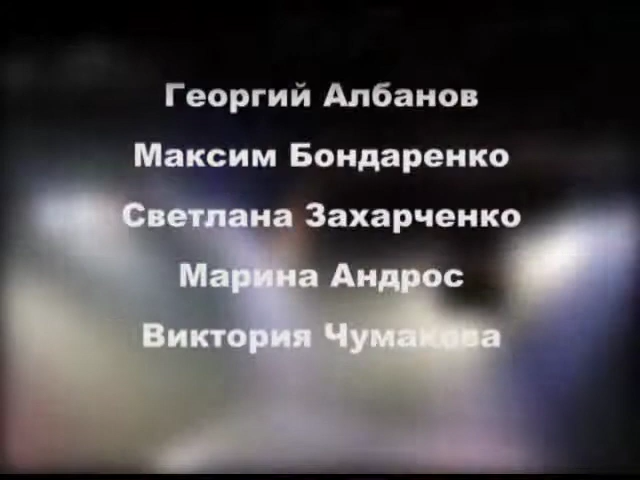 Георгий Албанов
Максим Бондаренко
Светлана Захарченко
Марина Андрос
Виктория Чумакова